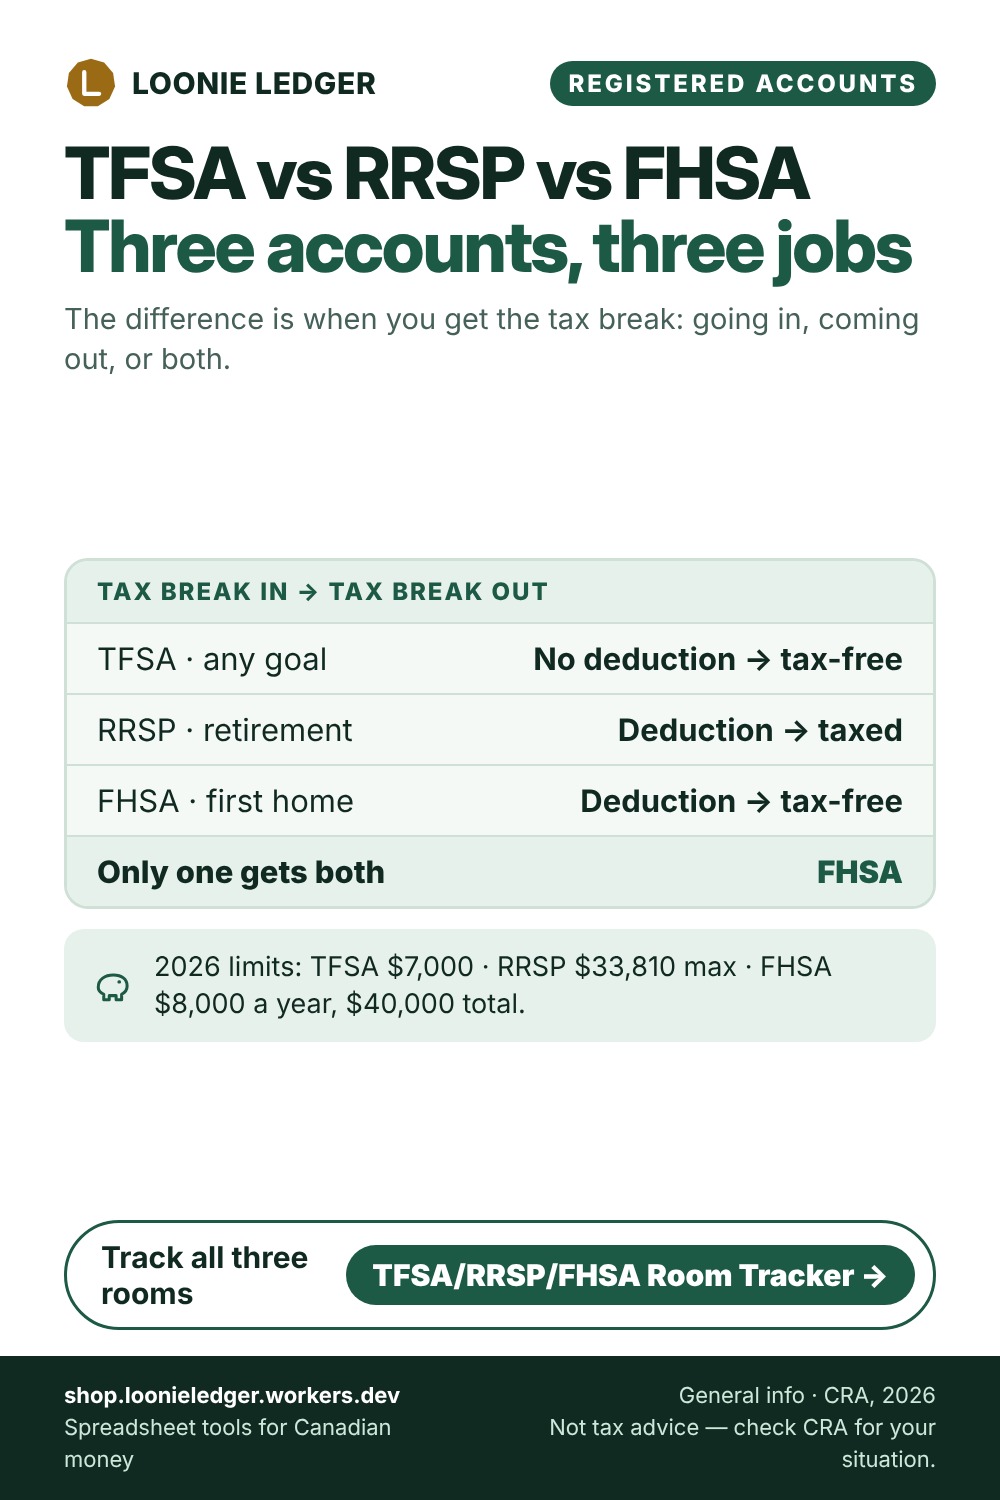 LOONIE LEDGER
REGISTERED ACCOUNTS
TFSA vs RRSP vs FHSA
Three accounts, three jobs
The difference is when you get the tax break: going in, coming
out, or both.
TAX BREAK IN → TAX BREAK OUT
TFSA · any goal No deduction → tax-free
RRSP · retirement Deduction → taxed
FHSA · first home Deduction → tax-free
Only one gets both FHSA
2026 limits: TFSA $7,000 · RRSP $33,810 max · FHSA
$8,000 a year, $40,000 total.
Track all three
rooms
TFSA/RRSP/FHSA Room Tracker →
shop.loonieledger.workers.dev
Spreadsheet tools for Canadian
money
General info · CRA, 2026
Not tax advice — check CRA for your
situation.